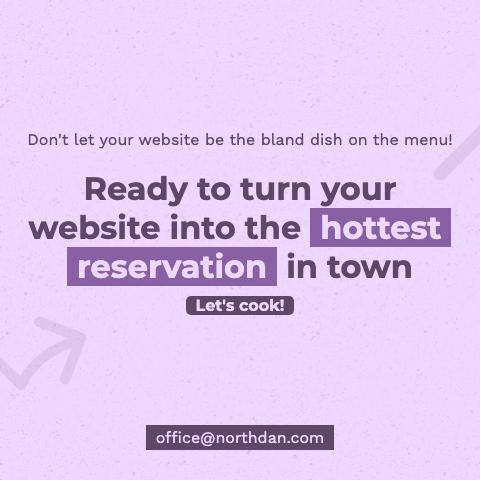 Don't let your website be the bland dish on the menu!
Ready to turn your
website into the hottest
reservation in town
Let's cook!
office@northdan.com